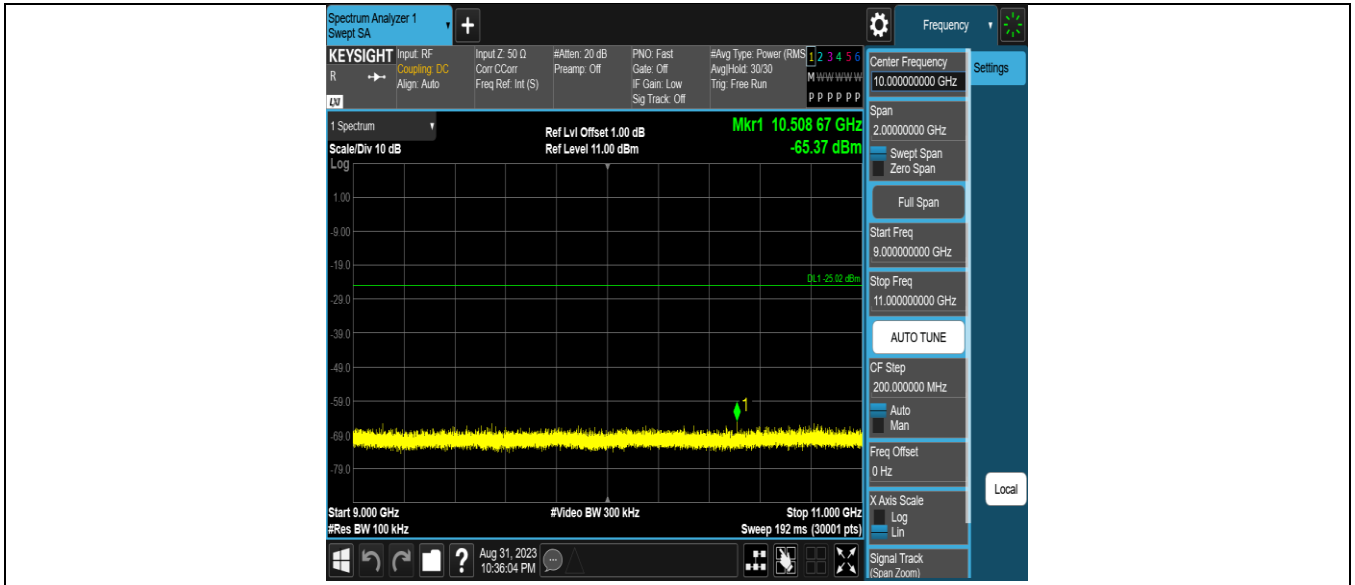 Spectrum Analyzer 1
Swept SA
Frequency
KEYSIGHT
R
LXI
Input: RF
Coupling: DC
Align: Auto
Input Z: 50 Ω
Corr CCorr
Freq Ref: Int (S)
#Atten: 20 dB
Preamp: Off
PNO: Fast
Gate: Off
IF Gain: Low
Sig Track: Off
#Avg Type: Power (RMS
Avg|Hold: 30/30
Trig: Free Run
1 2 3 4 5 6
M W W W W W
P P P P P P
1 Spectrum
Scale/Div 10 dB
Ref Lvl Offset 1.00 dB
Ref Level 11.00 dBm
Mkr1 10.508 67 GHz
-65.37 dBm
Log
1.00
-9.00
-19.0
-29.0
-39.0
-49.0
-59.0
-69.0
-79.0
DL1 -25.02 dBm
1
Start 9.000 GHz
#Res BW 100 kHz
#Video BW 300 kHz
Stop 11.000 GHz
Sweep 192 ms (30001 pts)
Aug 31, 2023
10:36:04 PM
Center Frequency
10.000000000 GHz
Settings
Span
2.00000000 GHz
Swept Span
Zero Span
Full Span
Start Freq
9.000000000 GHz
Stop Freq
11.000000000 GHz
AUTO TUNE
CF Step
200.000000 MHz
Auto
Man
Freq Offset
0 Hz
X Axis Scale
Log
Lin
Signal Track
(Span Zoom)
Local